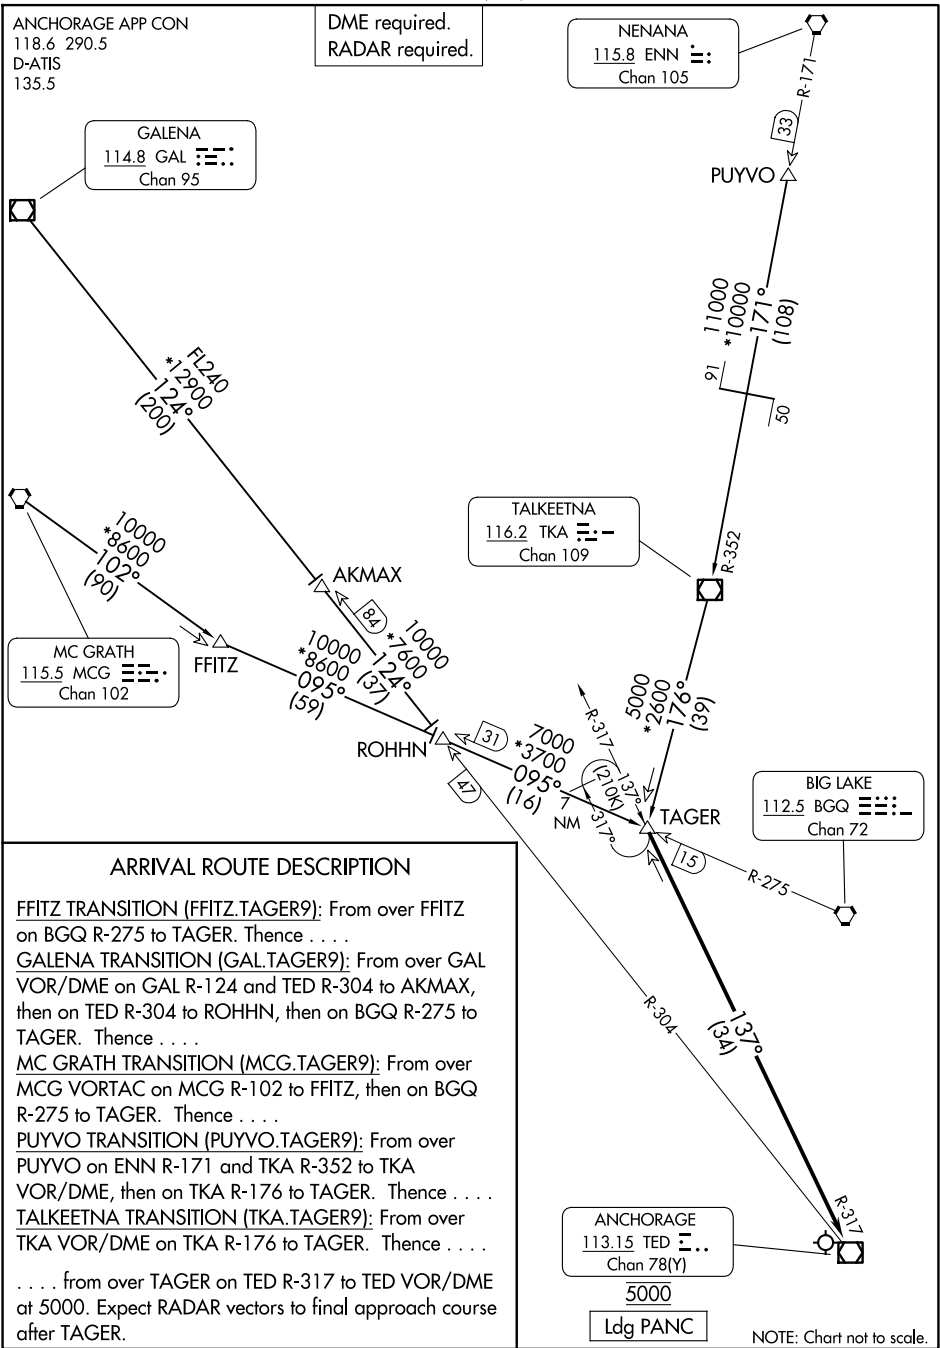 ANCHORAGE APP CON
118.6 290.5
D-ATIS
135.5
DME required.
RADAR required.
NENANA
115.8 ENN
Chan 105
R-171
33
PUYVO
GALENA
114.8 GAL
Chan 95
11000
*10000
171°
(108)
91
50
FL240
*12900
124°
(200)
TALKEETNA
116.2 TKA
Chan 109
R-352
10000
*8600
102°
(90)
AKMAX
84
10000
*7600
124°
(37)
MC GRATH
115.5 MCG
Chan 102
FFITZ
10000
*8600
095°
(59)
5000
*2600
176°
(39)
ROHHN
31
47
7000
*3700
095°
(16)
7
NM
R-317
137°
(210K)
317°
TAGER
15
R-275
BIG LAKE
112.5 BGQ
Chan 72
R-304
137°
(34)
R-317
ANCHORAGE
113.15 TED
Chan 78(Y)
5000
Ldg PANC
NOTE: Chart not to scale.
ARRIVAL ROUTE DESCRIPTION
FFITZ TRANSITION (FFITZ.TAGER9): From over FFITZ
on BGQ R-275 to TAGER. Thence . . . .
GALENA TRANSITION (GAL.TAGER9): From over GAL
VOR/DME on GAL R-124 and TED R-304 to AKMAX,
then on TED R-304 to ROHHN, then on BGQ R-275 to
TAGER. Thence . . . .
MC GRATH TRANSITION (MCG.TAGER9): From over
MCG VORTAC on MCG R-102 to FFITZ, then on BGQ
R-275 to TAGER. Thence . . . .
PUYVO TRANSITION (PUYVO.TAGER9): From over
PUYVO on ENN R-171 and TKA R-352 to TKA
VOR/DME, then on TKA R-176 to TAGER. Thence . . . .
TALKEETNA TRANSITION (TKA.TAGER9): From over
TKA VOR/DME on TKA R-176 to TAGER. Thence . . . .
. . . . from over TAGER on TED R-317 to TED VOR/DME
at 5000. Expect RADAR vectors to final approach course
after TAGER.